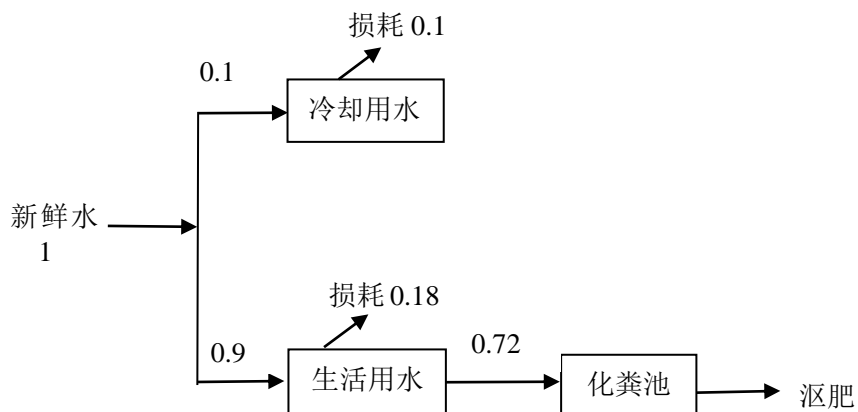 损耗 0.1
0.1
冷却用水
新鲜水
1
损耗 0.18
0.9
生活用水
0.72
化粪池
沤肥